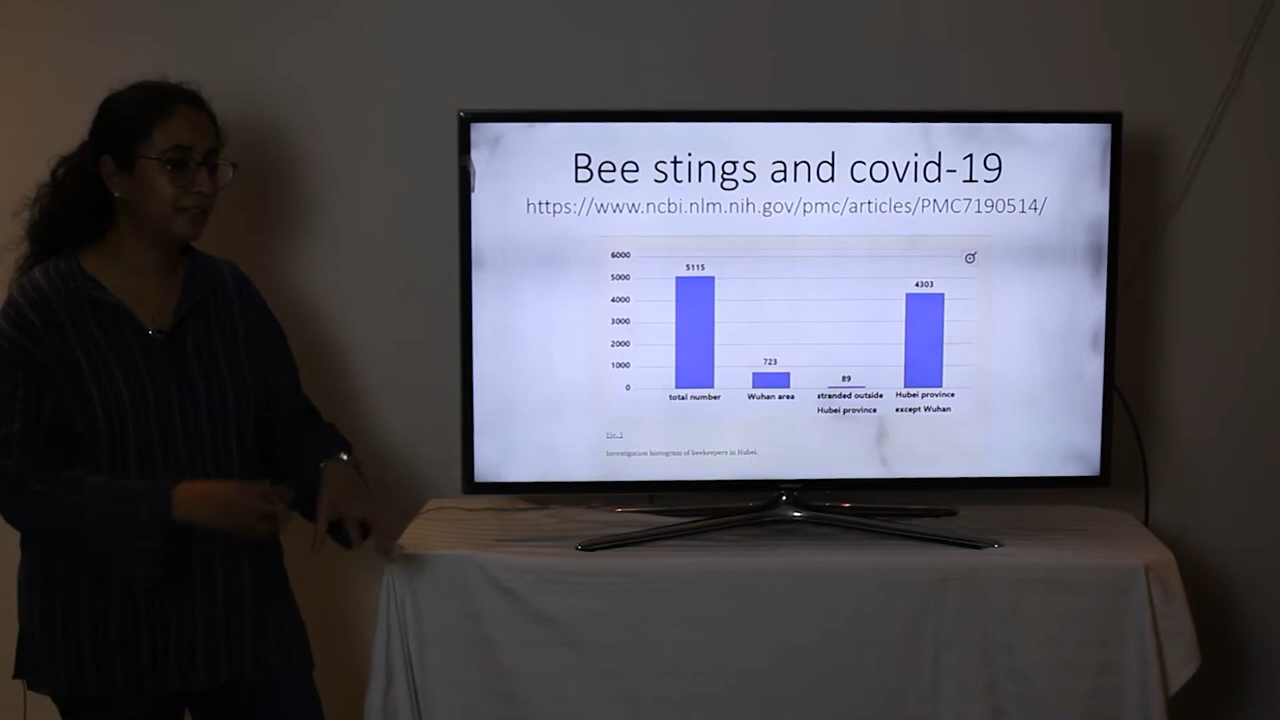 Bee stings and covid-19
https://www.ncbi.nlm.nih.gov/pmc/articles/PMC7190514/
6000
5000
4000
3000
2000
1000
0
5115
723
89
4303
total number
Wuhan area
stranded outside
Hubei province
Hubei province
except Wuhan
Fig. 1
Investigation histogram of beekeepers in Hubei.